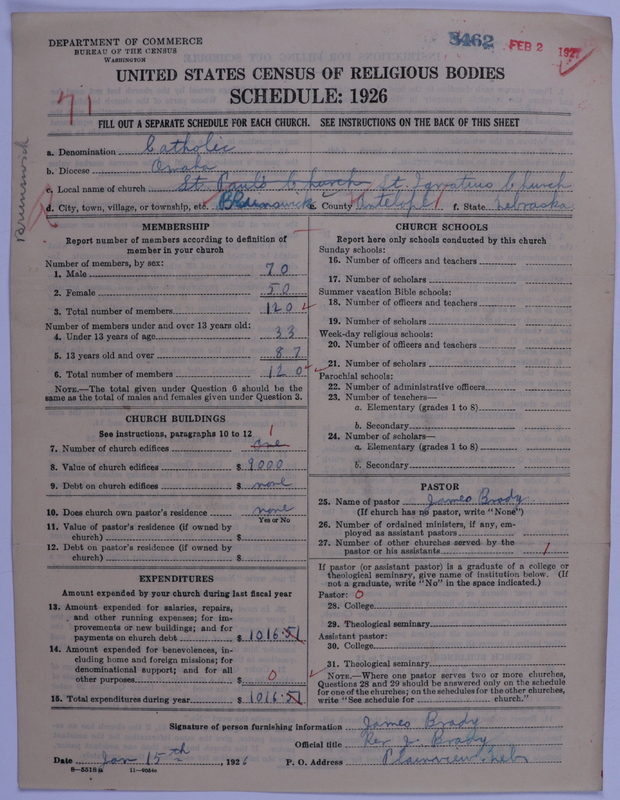 DEPARTMENT OF COMMERCE
BUREAU OF THE CENSUS
WASHINGTON
3462 FEB 2 192
UNITED STATES CENSUS OF RELIGIOUS BODIES
SCHEDULE: 1926
71
FILL OUT A SEPARATE SCHEDULE FOR EACH CHURCH. SEE INSTRUCTIONS ON THE BACK OF THIS SHEET
Brunswick
a. Denomination Catholic
b. Diocese Omaha
c. Local name of church St. Paul's Church St. Ignatius Church
d. City, town, village, or township, etc. Brunswick e. County Antelope f. State Nebraska
MEMBERSHIP
Report number of members according to definition of
member in your church
Number of members, by sex:
1. Male 70
2. Female 50
3. Total number of members 120
Number of members under and over 13 years old:
4. Under 13 years of age 33
5. 13 years old and over 87
6. Total number of members 120
NOTE.—The total given under Question 6 should be the
same as the total of males and females given under Question 3.
CHURCH BUILDINGS
See instructions, paragraphs 10 to 12
7. Number of church edifices one 1
8. Value of church edifices $ 9000
9. Debt on church edifices $ none
10. Does church own pastor's residence none
Yes or No
11. Value of pastor's residence (if owned by
church) $
12. Debt on pastor's residence (if owned by
church) $
EXPENDITURES
Amount expended by your church during last fiscal year
13. Amount expended for salaries, repairs,
and other running expenses; for im-
provements or new buildings; and for
payments on church debt $ 1016.51
14. Amount expended for benevolences, in-
cluding home and foreign missions; for
denominational support; and for all
other purposes $ 0
15. Total expenditures during year $ 1016.51
CHURCH SCHOOLS
Report here only schools conducted by this church
Sunday schools:
16. Number of officers and teachers
17. Number of scholars
Summer vacation Bible schools:
18. Number of officers and teachers
19. Number of scholars
Week-day religious schools:
20. Number of officers and teachers
21. Number of scholars
Parochial schools:
22. Number of administrative officers
23. Number of teachers—
a. Elementary (grades 1 to 8)
b. Secondary
24. Number of scholars—
a. Elementary (grades 1 to 8)
b. Secondary
PASTOR
25. Name of pastor James Brady
(If church has no pastor, write "None")
26. Number of ordained ministers, if any, em-
ployed as assistant pastors
27. Number of other churches served by the
pastor or his assistants 1
If pastor (or assistant pastor) is a graduate of a college or
theological seminary, give name of institution below. (If
not a graduate, write "No" in the space indicated.)
Pastor: 0
28. College
29. Theological seminary
Assistant pastor:
30. College
31. Theological seminary
NOTE.—Where one pastor serves two or more churches,
Questions 28 and 29 should be answered only on the schedule
for one of the churches; on the schedules for the other churches,
write "See schedule for church."
Signature of person furnishing information James Brady
Official title Rev. J. Brady
Date Jan 15th, 1926 P. O. Address Plainview Neb
8-5518a 11-9054a